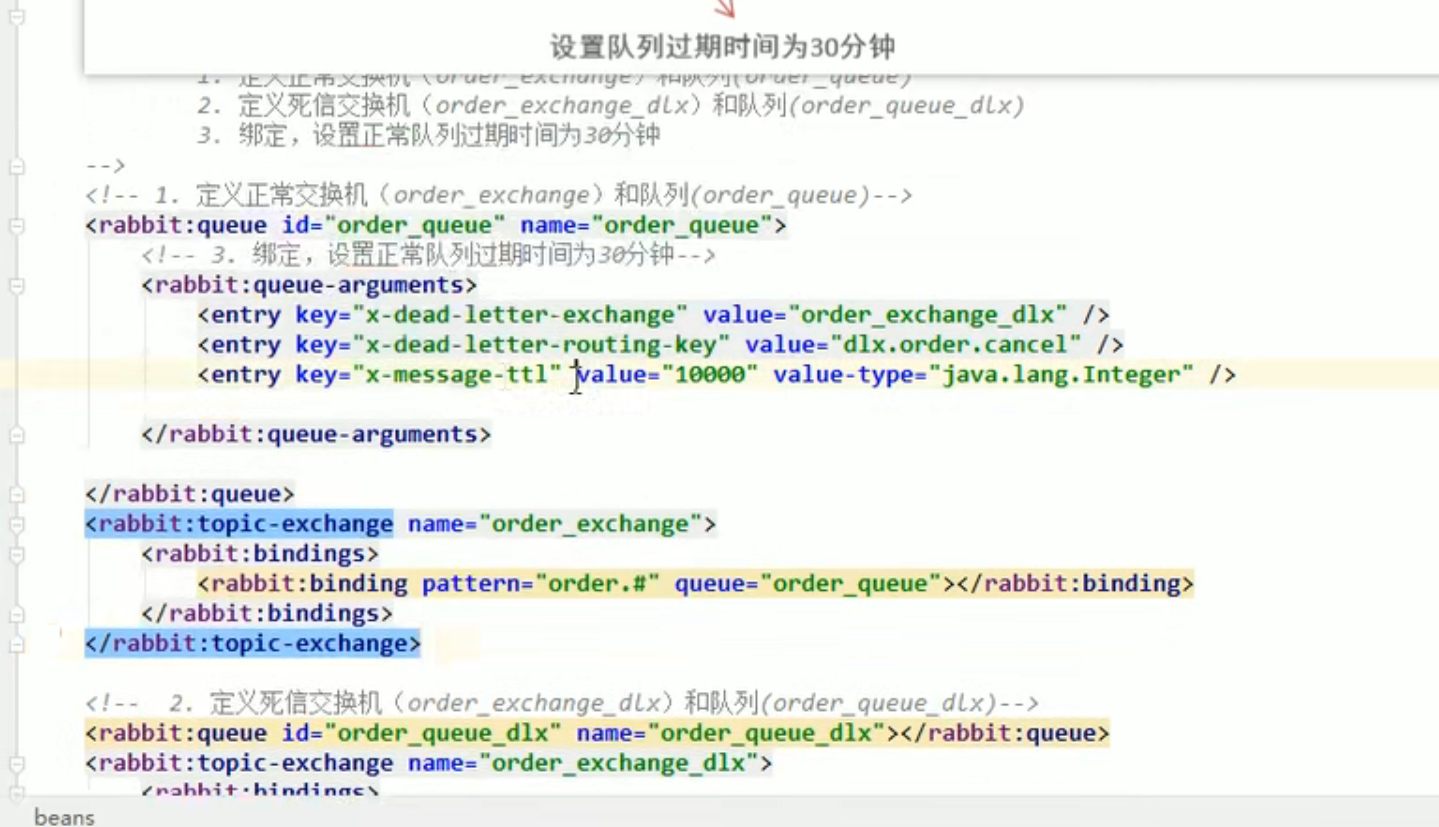 设置队列过期时间为30分钟
1. 定义正常交换机（order_exchange）和队列(order_queue)
2. 定义死信交换机（order_exchange_dlx）和队列(order_queue_dlx)
3. 绑定，设置正常队列过期时间为30分钟
-->
<!-- 1. 定义正常交换机（order_exchange）和队列(order_queue)-->
<rabbit:queue id="order_queue" name="order_queue">
<!-- 3. 绑定，设置正常队列过期时间为30分钟-->
<rabbit:queue-arguments>
<entry key="x-dead-letter-exchange" value="order_exchange_dlx" />
<entry key="x-dead-letter-routing-key" value="dlx.order.cancel" />
<entry key="x-message-ttl" value="10000" value-type="java.lang.Integer" />
</rabbit:queue-arguments>
</rabbit:queue>
<rabbit:topic-exchange name="order_exchange">
<rabbit:bindings>
<rabbit:binding pattern="order.#" queue="order_queue"></rabbit:binding>
</rabbit:bindings>
</rabbit:topic-exchange>
<!--  2. 定义死信交换机（order_exchange_dlx）和队列(order_queue_dlx)-->
<rabbit:queue id="order_queue_dlx" name="order_queue_dlx"></rabbit:queue>
<rabbit:topic-exchange name="order_exchange_dlx">
<rabbit:bindings>
beans